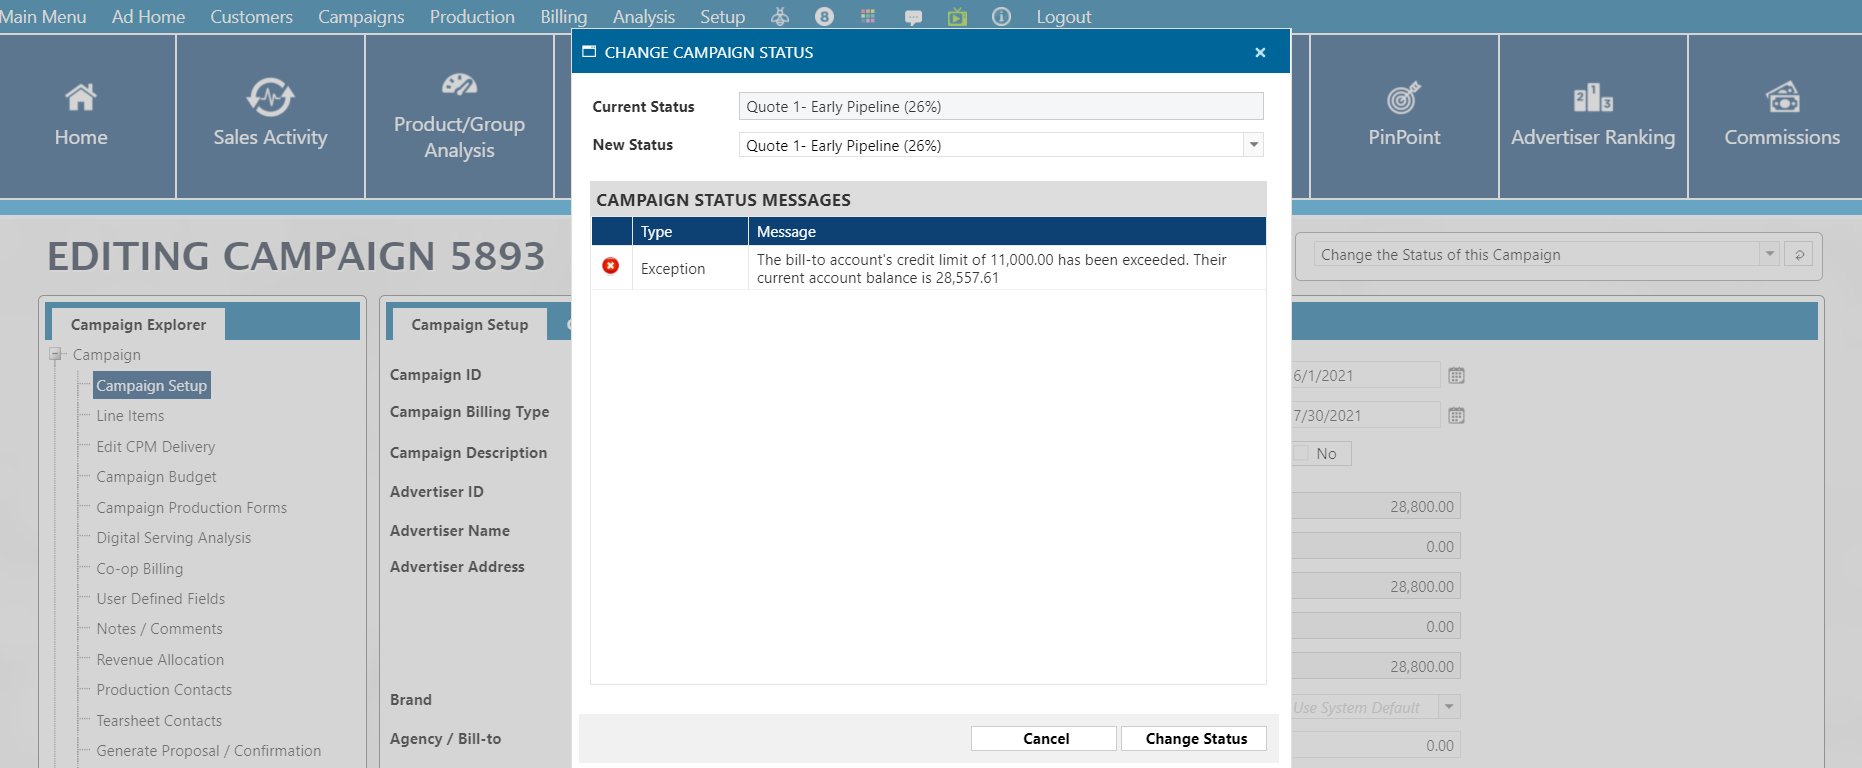 Main Menu Ad Home Customers Campaigns Production Billing Analysis Setup 8 Logout
Home
Sales Activity
Product/Group
Analysis
PinPoint
2 1 3
Advertiser Ranking
Commissions
CHANGE CAMPAIGN STATUS
Current Status Quote 1- Early Pipeline (26%)
New Status Quote 1- Early Pipeline (26%)
CAMPAIGN STATUS MESSAGES
Type Message
Exception The bill-to account's credit limit of 11,000.00 has been exceeded. Their
current account balance is 28,557.61
Cancel Change Status
EDITING CAMPAIGN 5893
Change the Status of this Campaign
Campaign Explorer
Campaign
Campaign Setup
Line Items
Edit CPM Delivery
Campaign Budget
Campaign Production Forms
Digital Serving Analysis
Co-op Billing
User Defined Fields
Notes / Comments
Revenue Allocation
Production Contacts
Tearsheet Contacts
Generate Proposal / Confirmation
Campaign Setup
Campaign ID
Campaign Billing Type
Campaign Description
Advertiser ID
Advertiser Name
Advertiser Address
Brand
Agency / Bill-to
6/1/2021
7/30/2021
No
28,800.00
0.00
28,800.00
0.00
28,800.00
Use System Default
0.00